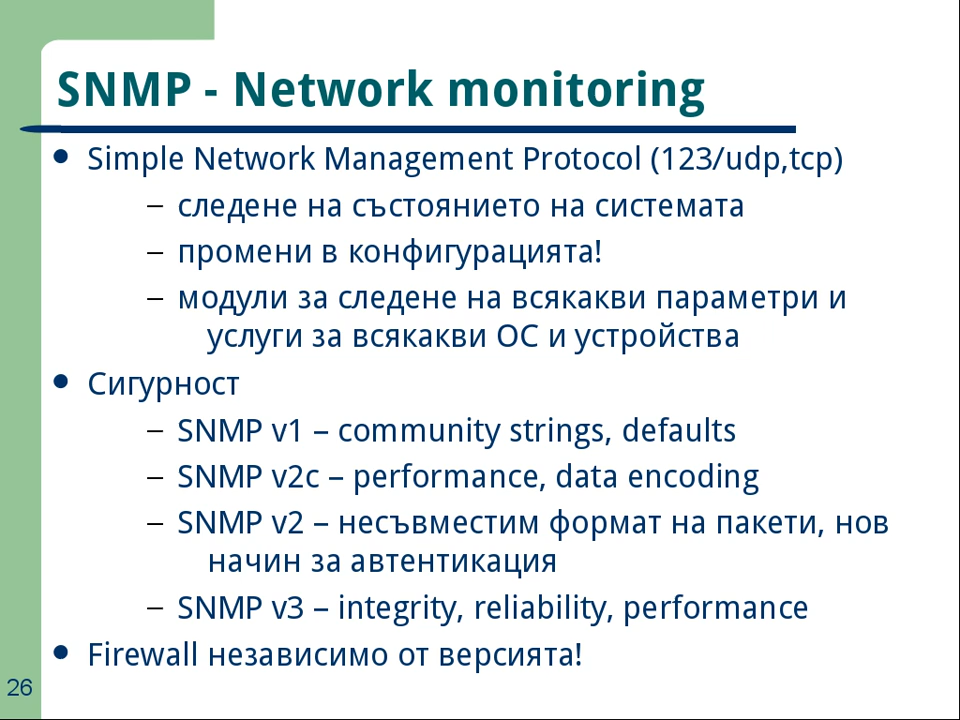 SNMP - Network monitoring
Simple Network Management Protocol (123/udp,tcp)
– следене на състоянието на системата
– промени в конфигурацията!
– модули за следене на всякакви параметри и
услуги за всякакви ОС и устройства
Сигурност
– SNMP v1 – community strings, defaults
– SNMP v2c – performance, data encoding
– SNMP v2 – несъвместим формат на пакети, нов
начин за автентикация
– SNMP v3 – integrity, reliability, performance
Firewall независимо от версията!
26